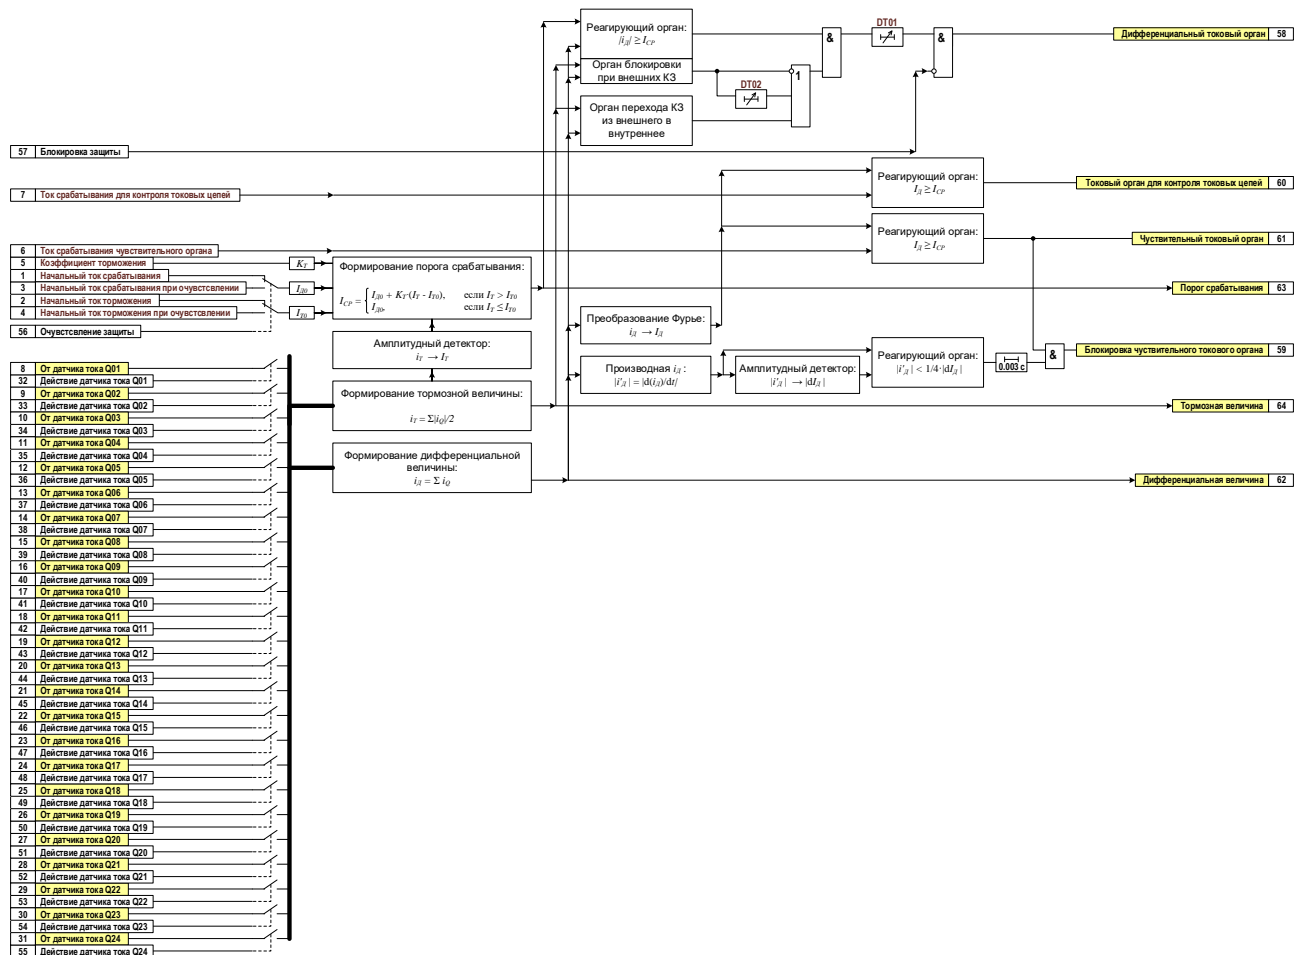 Реагирующий орган:
|iД| ≥ IСР
Орган блокировки
при внешних КЗ
Орган перехода КЗ
из внешнего в
внутреннее
DT02
1
&
DT01
&
Дифференциальный токовый орган 58
57 Блокировка защиты
7 Ток срабатывания для контроля токовых цепей
Реагирующий орган:
IД ≥ IСР
Токовый орган для контроля токовых цепей 60
6 Ток срабатывания чувствительного органа
Реагирующий орган:
IД ≥ IСР
Чуствительный токовый орган 61
5 Коэффициент торможения
1 Начальный ток срабатывания
3 Начальный ток срабатывания при очувстсвлении
2 Начальный ток торможения
4 Начальный ток торможения при очувстсвлении
56 Очувстсвление защиты
KТ
IД0
IТ0
Формирование порога срабатывания:
IСР = { IД0 + KТ·(IТ - IТ0), если IТ > IТ0
IД0, если IТ ≤ IТ0
Порог срабатывания 63
Амплитудный детектор:
iТ → IТ
Формирование тормозной величины:
iТ = Σ|iQ|/2
Формирование дифференциальной
величины:
iД = Σ iQ
Преобразование Фурье:
iД → IД
Производная iД :
|i'Д | = |d(iД)/dt/
Амплитудный детектор:
|i'Д | → |dIД |
Реагирующий орган:
|i'Д | < 1/4·|dIД |
0.003 с
&
Блокировка чуствительного токового органа 59
Тормозная величина 64
Дифференциальная величина 62
8 От датчика тока Q01
32 Действие датчика тока Q01
9 От датчика тока Q02
33 Действие датчика тока Q02
10 От датчика тока Q03
34 Действие датчика тока Q03
11 От датчика тока Q04
35 Действие датчика тока Q04
12 От датчика тока Q05
36 Действие датчика тока Q05
13 От датчика тока Q06
37 Действие датчика тока Q06
14 От датчика тока Q07
38 Действие датчика тока Q07
15 От датчика тока Q08
39 Действие датчика тока Q08
16 От датчика тока Q09
40 Действие датчика тока Q09
17 От датчика тока Q10
41 Действие датчика тока Q10
18 От датчика тока Q11
42 Действие датчика тока Q11
19 От датчика тока Q12
43 Действие датчика тока Q12
20 От датчика тока Q13
44 Действие датчика тока Q13
21 От датчика тока Q14
45 Действие датчика тока Q14
22 От датчика тока Q15
46 Действие датчика тока Q15
23 От датчика тока Q16
47 Действие датчика тока Q16
24 От датчика тока Q17
48 Действие датчика тока Q17
25 От датчика тока Q18
49 Действие датчика тока Q18
26 От датчика тока Q19
50 Действие датчика тока Q19
27 От датчика тока Q20
51 Действие датчика тока Q20
28 От датчика тока Q21
52 Действие датчика тока Q21
29 От датчика тока Q22
53 Действие датчика тока Q22
30 От датчика тока Q23
54 Действие датчика тока Q23
31 От датчика тока Q24
55 Действие датчика тока Q24